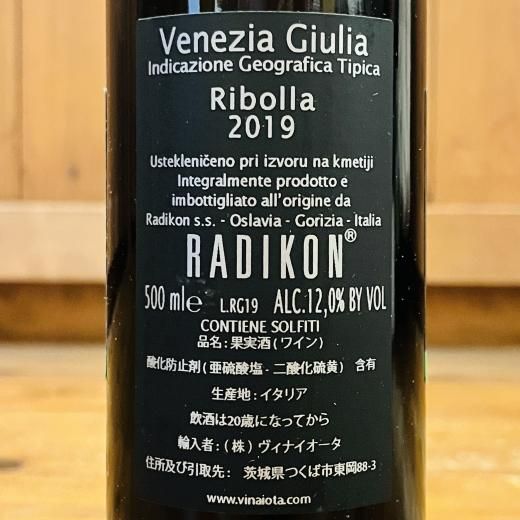 Venezia Giulia
Indicazione Geografica Tipica
Ribolla
2019
Ustekleničeno pri izvoru na kmetiji
Integralmente prodotto e
imbottigliato all'origine da
Radikon s.s. - Oslavia - Gorizia - Italia
RADIKON®
500 ml℮ L.RG19 ALC.12,0% BY VOL
CONTIENE SOLFITI
品名:果実酒(ワイン)
酸化防止剤(亜硫酸塩-二酸化硫黄) 含有
生産地:イタリア
飲酒は20歳になってから
輸入者:(株)ヴィナイオータ
住所及び引取先: 茨城県つくば市東岡88-3
www.vinaiota.com